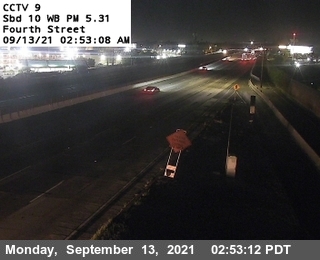 CCTV 9
Sbd 10 WB PM 5.31
Fourth Street
09/13/21 02:53:08 AM
Monday, September 13, 2021 02:53:12 PDT